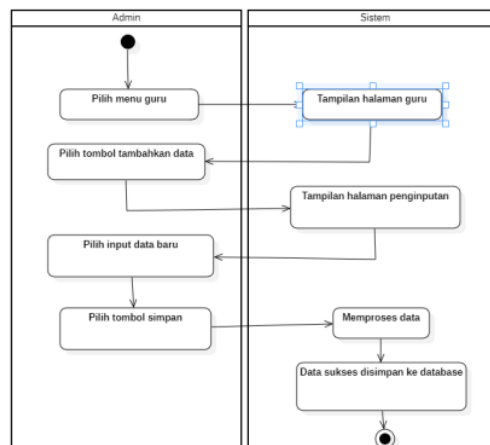 Admin
Sistem
Pilih menu guru
Tampilan halaman guru
Pilih tombol tambahkan data
Tampilan halaman penginputan
Pilih input data baru
Pilih tombol simpan
Memproses data
Data sukses disimpan ke database